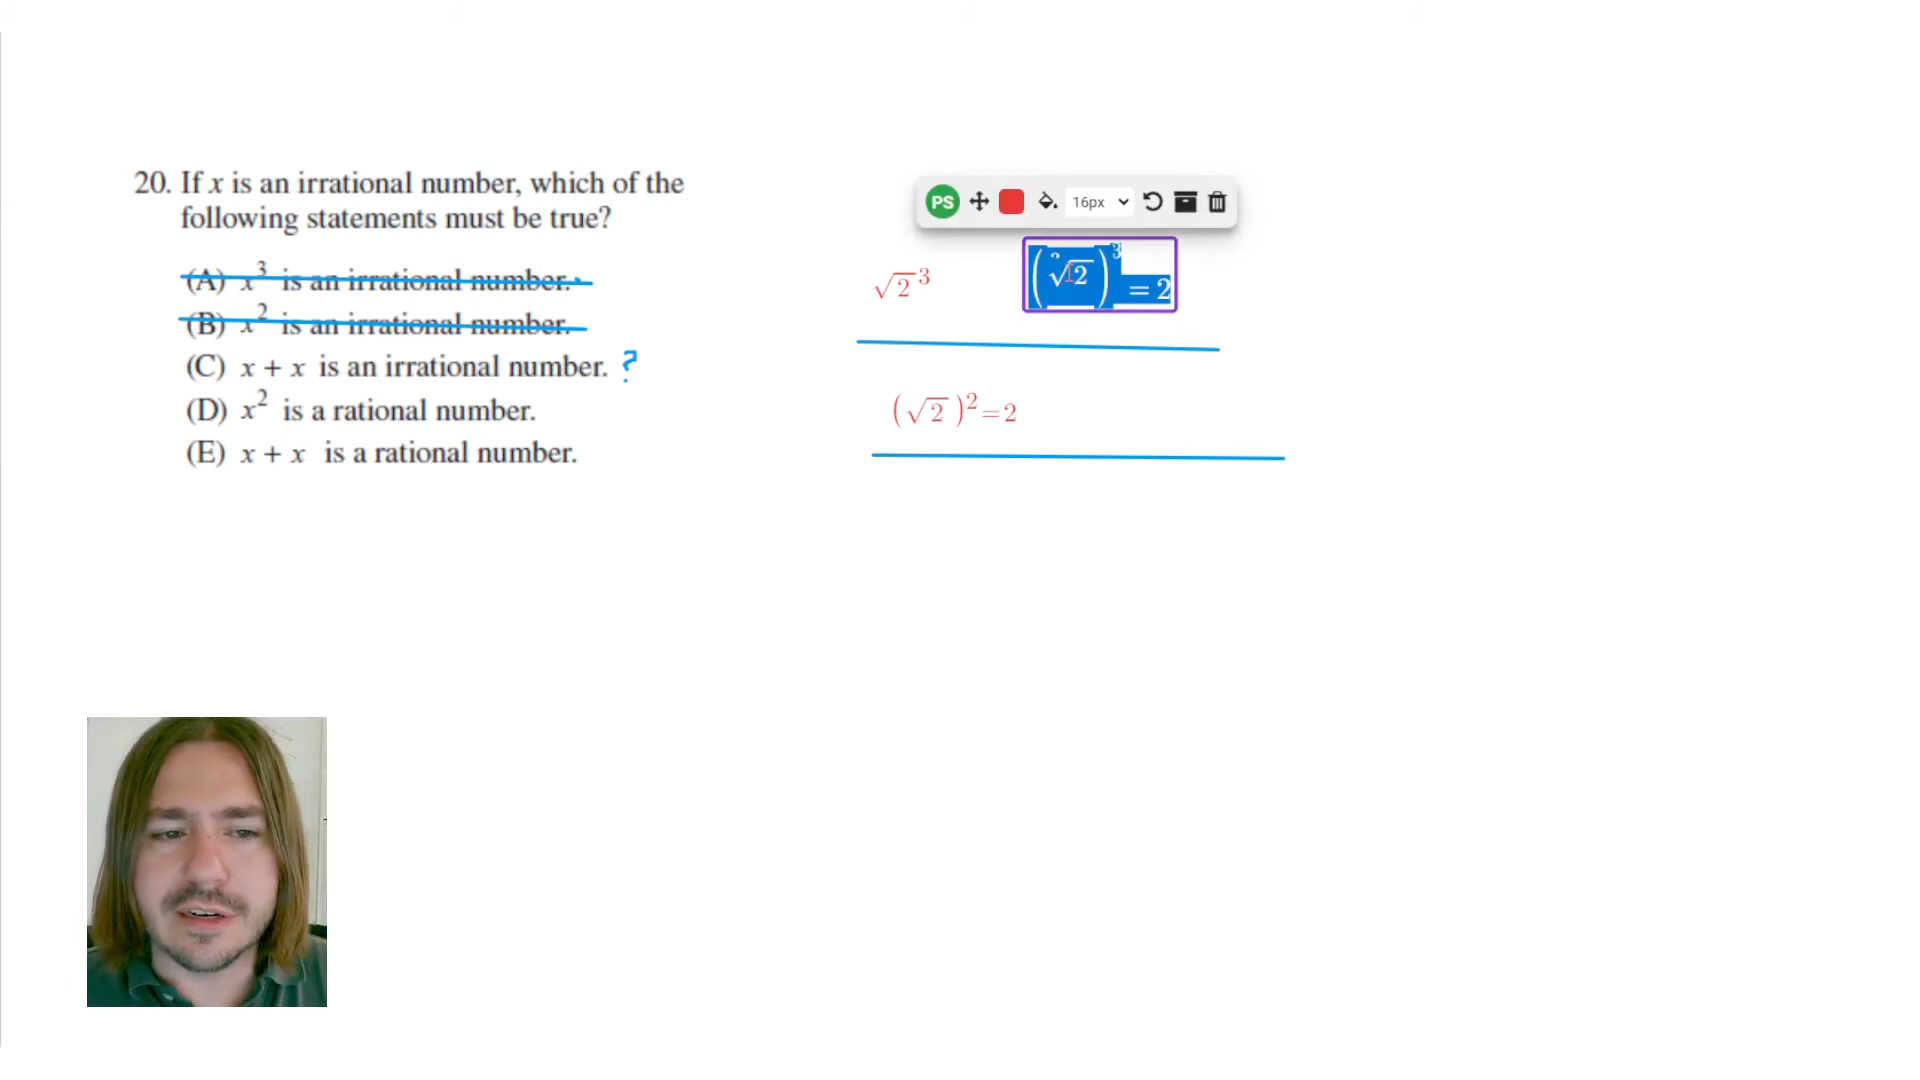 20. If x is an irrational number, which of the
following statements must be true?
(A) x³ is an irrational number.
(B) x² is an irrational number.
(C) x + x is an irrational number. ?
(D) x² is a rational number.
(E) x + x is a rational number.
PS 16px
√2³
(∛2)³ = 2
(√2)² = 2